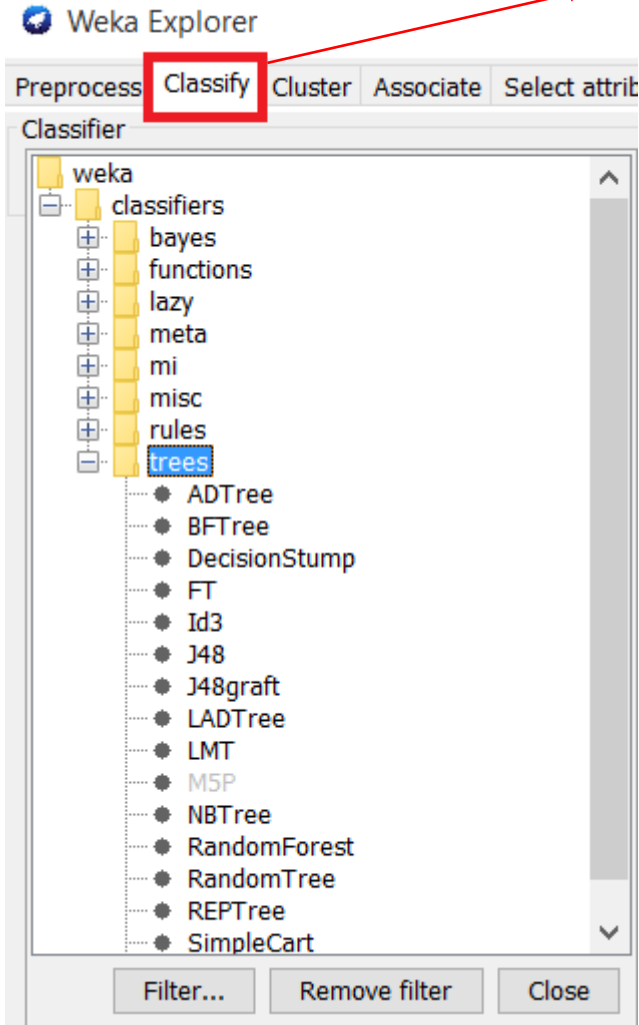 Weka Explorer
Preprocess Classify Cluster Associate Select attrib
Classifier
weka
classifiers
bayes
functions
lazy
meta
mi
misc
rules
trees
ADTree
BFTree
DecisionStump
FT
Id3
J48
J48graft
LADTree
LMT
M5P
NBTree
RandomForest
RandomTree
REPTree
SimpleCart
Filter... Remove filter Close